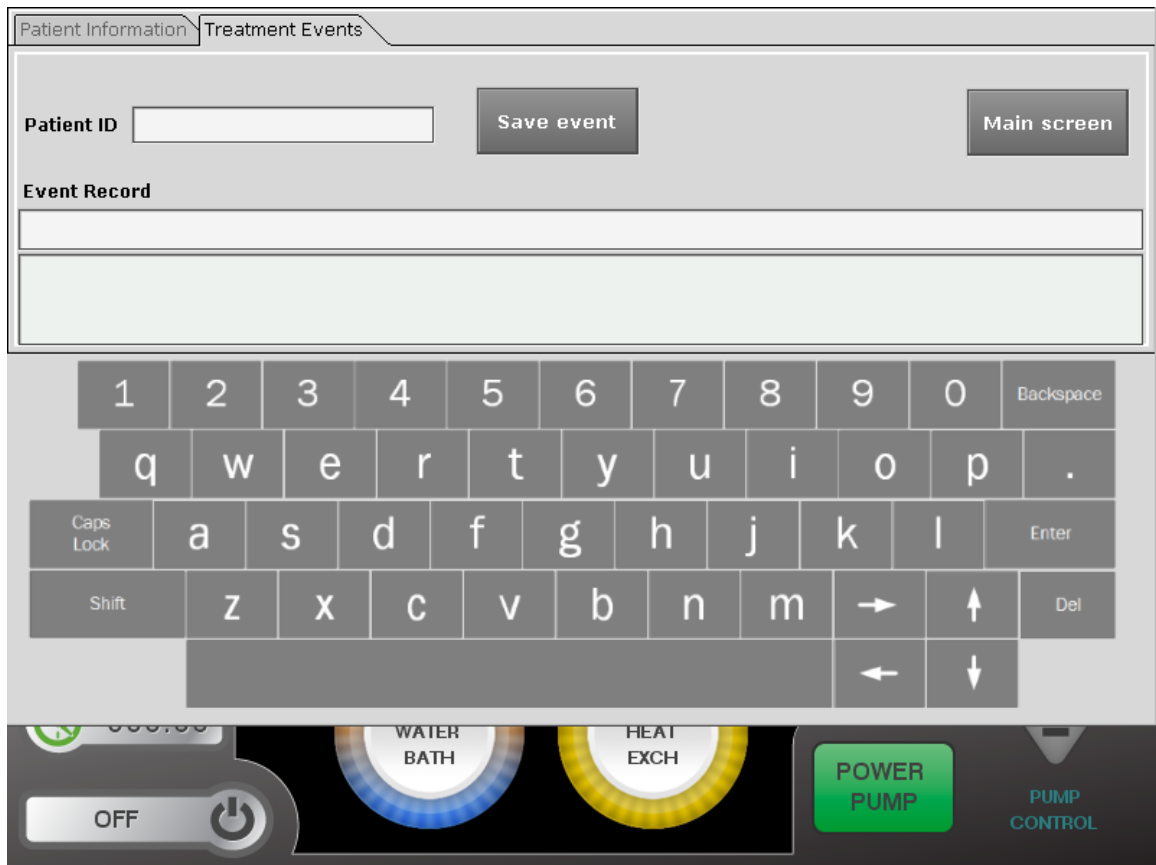 Patient Information Treatment Events
Patient ID Save event Main screen
Event Record
1 2 3 4 5 6 7 8 9 0 Backspace
q w e r t y u i o p .
Caps Lock a s d f g h j k l Enter
Shift z x c v b n m Del
WATER BATH
HEAT EXCH
POWER PUMP
OFF
PUMP CONTROL